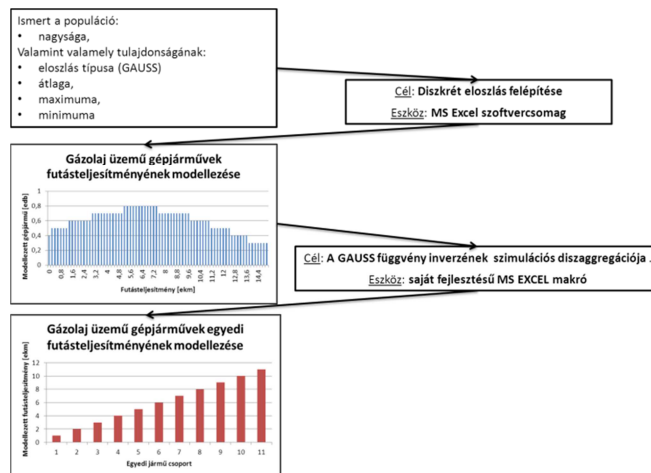 Ismert a populáció:
• nagysága,
Valamint valamely tulajdonságának:
• eloszlás típusa (GAUSS)
• átlaga,
• maximuma,
• minimuma
Cél: Diszkrét eloszlás felépítése
Eszköz: MS Excel szoftvercsomag
Gázolaj üzemű gépjárművek
futásteljesítményének modellezése
Modellezett gépjármű [edb]
1
0,8
0,6
0,4
0,2
0
0 0,8 1,6 2,4 3,2 4 4,8 5,6 6,4 7,2 8 8,8 9,6 10,4 11,2 12 12,8 13,6 14,4
Futásteljesítmény [ekm]
Cél: A GAUSS függvény inverzének szimulációs diszaggregációja .
Eszköz: saját fejlesztésű MS EXCEL makró
Gázolaj üzemű gépjárművek egyedi
futásteljesítményének modellezése
Modellezett futásteljesítmény [ekm]
12
10
8
6
4
2
0
1 2 3 4 5 6 7 8 9 10 11
Egyedi jármű csoport